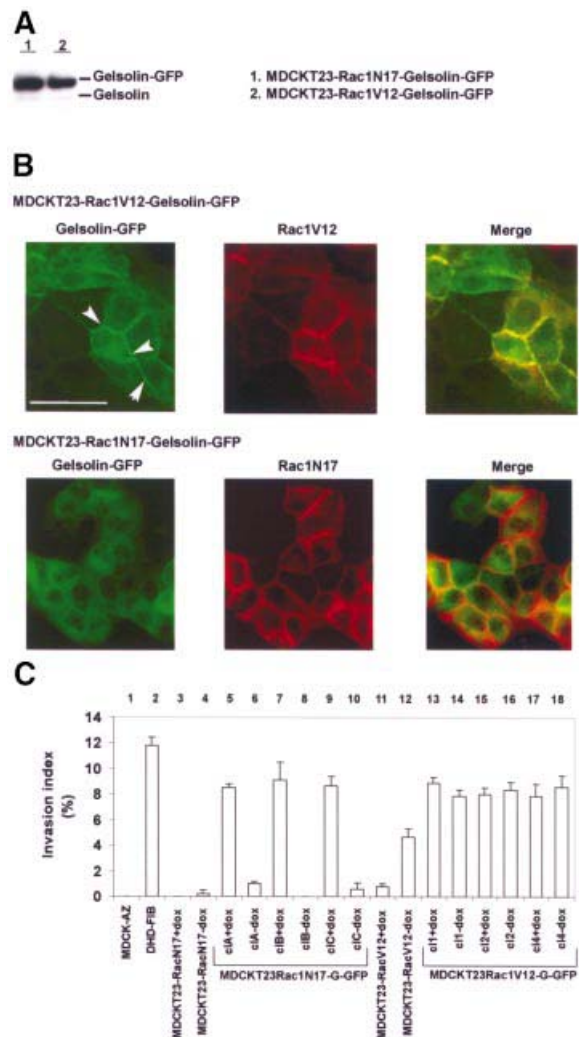 A
1 2
Gelsolin-GFP
Gelsolin
1. MDCKT23-Rac1N17-Gelsolin-GFP
2. MDCKT23-Rac1V12-Gelsolin-GFP
B
MDCKT23-Rac1V12-Gelsolin-GFP
Gelsolin-GFP Rac1V12 Merge
MDCKT23-Rac1N17-Gelsolin-GFP
Gelsolin-GFP Rac1N17 Merge
C
1 2 3 4 5 6 7 8 9 10 11 12 13 14 15 16 17 18
14
12
10
8
6
4
2
0
Invasion index
(%)
MDCK-AZ
DHD-FIB
MDCKT23-RacN17+dox
MDCKT23-RacN17-dox
clA+dox
clA-dox
clB+dox
clB-dox
clC+dox
clC-dox
MDCKT23-RacV12+dox
MDCKT23-RacV12-dox
cl1+dox
cl1-dox
cl2+dox
cl2-dox
cl4+dox
cl4-dox
MDCKT23Rac1N17-G-GFP
MDCKT23Rac1V12-G-GFP